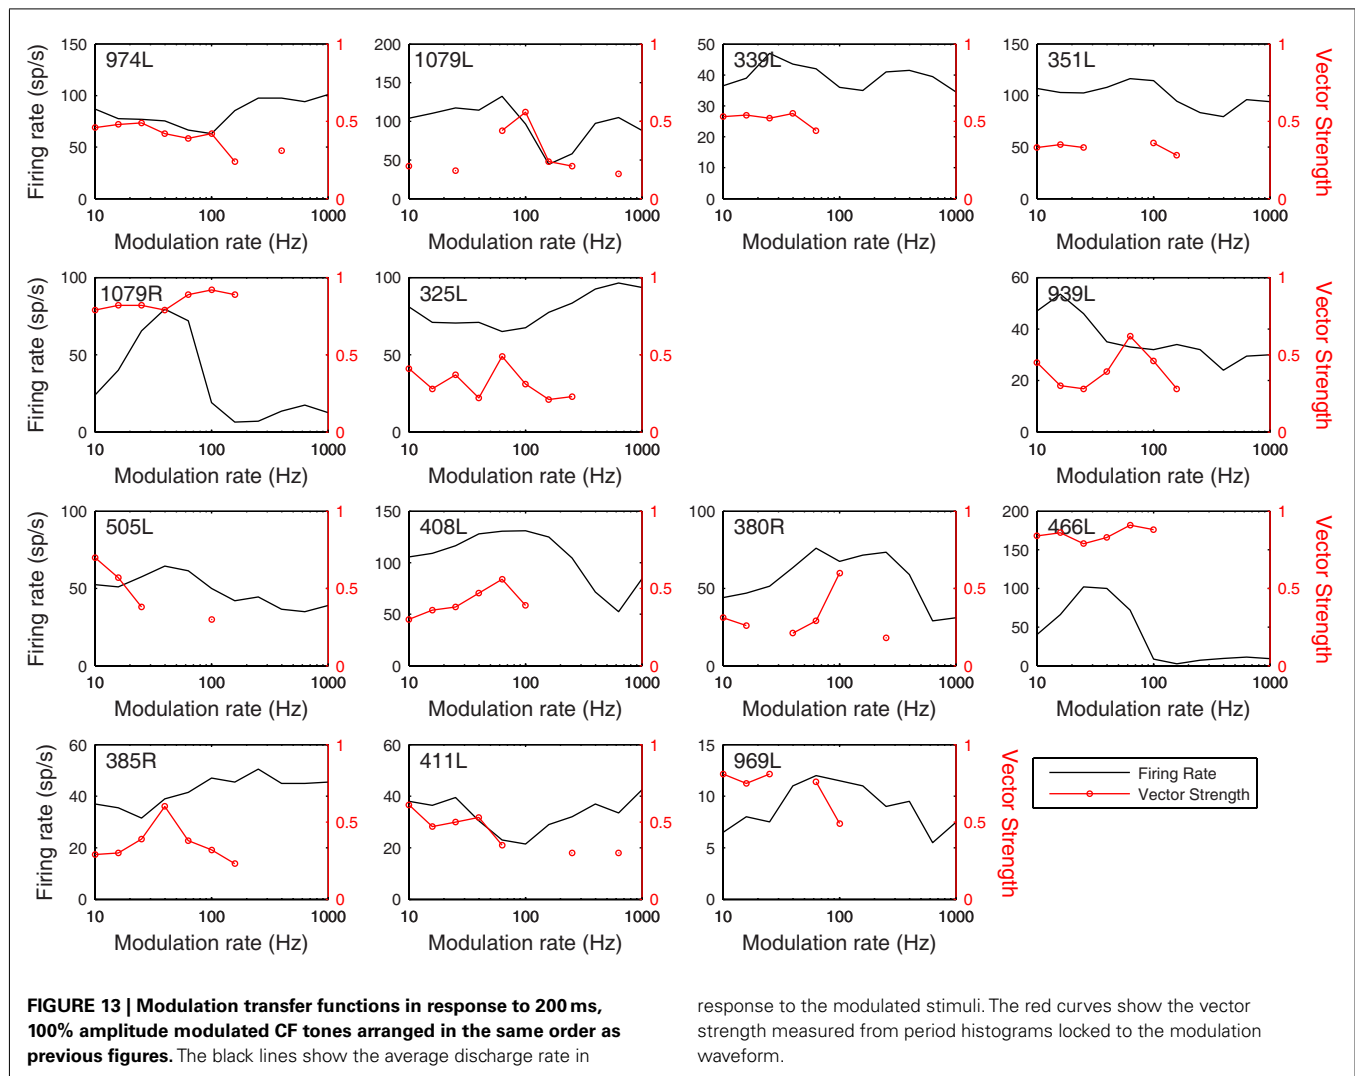 974L
1079L
339L
351L
Firing rate (sp/s)
150
100
50
0
1
0.5
0
200
150
100
50
0
1
0.5
0
50
40
30
20
10
0
1
0.5
0
150
100
50
0
1
0.5
0
Vector Strength
10 100 1000
10 100 1000
10 100 1000
10 100 1000
Modulation rate (Hz)
Modulation rate (Hz)
Modulation rate (Hz)
Modulation rate (Hz)
1079R
325L
939L
Firing rate (sp/s)
100
50
0
1
0.5
0
100
50
0
1
0.5
0
60
40
20
0
1
0.5
0
Vector Strength
10 100 1000
10 100 1000
10 100 1000
Modulation rate (Hz)
Modulation rate (Hz)
Modulation rate (Hz)
505L
408L
380R
466L
Firing rate (sp/s)
100
50
0
1
0.5
0
150
100
50
0
1
0.5
0
100
50
0
1
0.5
0
200
150
100
50
0
1
0.5
0
Vector Strength
10 100 1000
10 100 1000
10 100 1000
10 100 1000
Modulation rate (Hz)
Modulation rate (Hz)
Modulation rate (Hz)
Modulation rate (Hz)
385R
411L
969L
Firing rate (sp/s)
60
40
20
0
1
0.5
0
60
40
20
0
1
0.5
0
15
10
5
0
1
0.5
0
Vector Strength
10 100 1000
10 100 1000
10 100 1000
Modulation rate (Hz)
Modulation rate (Hz)
Modulation rate (Hz)
Firing Rate
Vector Strength
FIGURE 13 | Modulation transfer functions in response to 200 ms,
100% amplitude modulated CF tones arranged in the same order as
previous figures. The black lines show the average discharge rate in
response to the modulated stimuli. The red curves show the vector
strength measured from period histograms locked to the modulation
waveform.